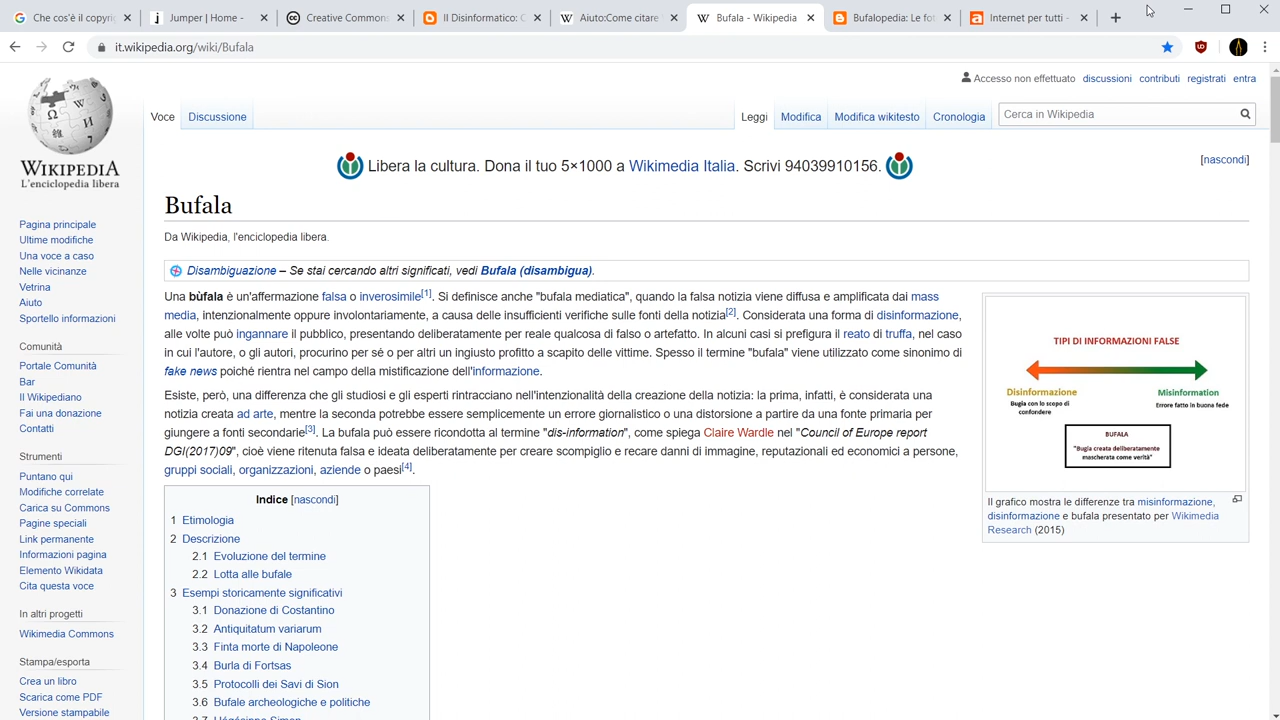 Che cos'è il copyrig
Jumper | Home -
Creative Common
Il Disinformatico: C
Aiuto:Come citare
Bufala - Wikipedia
Bufalopedia: Le fot
Internet per tutti -
it.wikipedia.org/wiki/Bufala
WIKIPEDIA
L'enciclopedia libera
Accesso non effettuato discussioni contributi registrati entra
Voce Discussione Leggi Modifica Modifica wikitesto Cronologia Cerca in Wikipedia
Libera la cultura. Dona il tuo 5×1000 a Wikimedia Italia. Scrivi 94039910156.
[nascondi]
Bufala
Da Wikipedia, l'enciclopedia libera.
Disambiguazione – Se stai cercando altri significati, vedi Bufala (disambigua).
Una bùfala è un'affermazione falsa o inverosimile[1]. Si definisce anche "bufala mediatica", quando la falsa notizia viene diffusa e amplificata dai mass
media, intenzionalmente oppure involontariamente, a causa delle insufficienti verifiche sulle fonti della notizia[2]. Considerata una forma di disinformazione,
alle volte può ingannare il pubblico, presentando deliberatamente per reale qualcosa di falso o artefatto. In alcuni casi si prefigura il reato di truffa, nel caso
in cui l'autore, o gli autori, procurino per sé o per altri un ingiusto profitto a scapito delle vittime. Spesso il termine "bufala" viene utilizzato come sinonimo di
fake news poiché rientra nel campo della mistificazione dell'informazione.
Esiste, però, una differenza che gli studiosi e gli esperti rintracciano nell'intenzionalità della creazione della notizia: la prima, infatti, è considerata una
notizia creata ad arte, mentre la seconda potrebbe essere semplicemente un errore giornalistico o una distorsione a partire da una fonte primaria per
giungere a fonti secondarie[3]. La bufala può essere ricondotta al termine "dis-information", come spiega Claire Wardle nel "Council of Europe report
DGI(2017)09", cioè viene ritenuta falsa e ideata deliberatamente per creare scompiglio e recare danni di immagine, reputazionali ed economici a persone,
gruppi sociali, organizzazioni, aziende o paesi[4].
TIPI DI INFORMAZIONI FALSE
Disinformazione
Bugia con lo scopo di
confondere
Misinformation
Errore fatto in buona fede
BUFALA
"Bugia creata deliberatamente
mascherata come verità"
Il grafico mostra le differenze tra misinformazione,
disinformazione e bufala presentato per Wikimedia
Research (2015)
Indice [nascondi]
1 Etimologia
2 Descrizione
2.1 Evoluzione del termine
2.2 Lotta alle bufale
3 Esempi storicamente significativi
3.1 Donazione di Costantino
3.2 Antiquitatum variarum
3.3 Finta morte di Napoleone
3.4 Burla di Fortsas
3.5 Protocolli dei Savi di Sion
3.6 Bufale archeologiche e politiche
Pagina principale
Ultime modifiche
Una voce a caso
Nelle vicinanze
Vetrina
Aiuto
Sportello informazioni
Comunità
Portale Comunità
Bar
Il Wikipediano
Fai una donazione
Contatti
Strumenti
Puntano qui
Modifiche correlate
Carica su Commons
Pagine speciali
Link permanente
Informazioni pagina
Elemento Wikidata
Cita questa voce
In altri progetti
Wikimedia Commons
Stampa/esporta
Crea un libro
Scarica come PDF
Versione stampabile